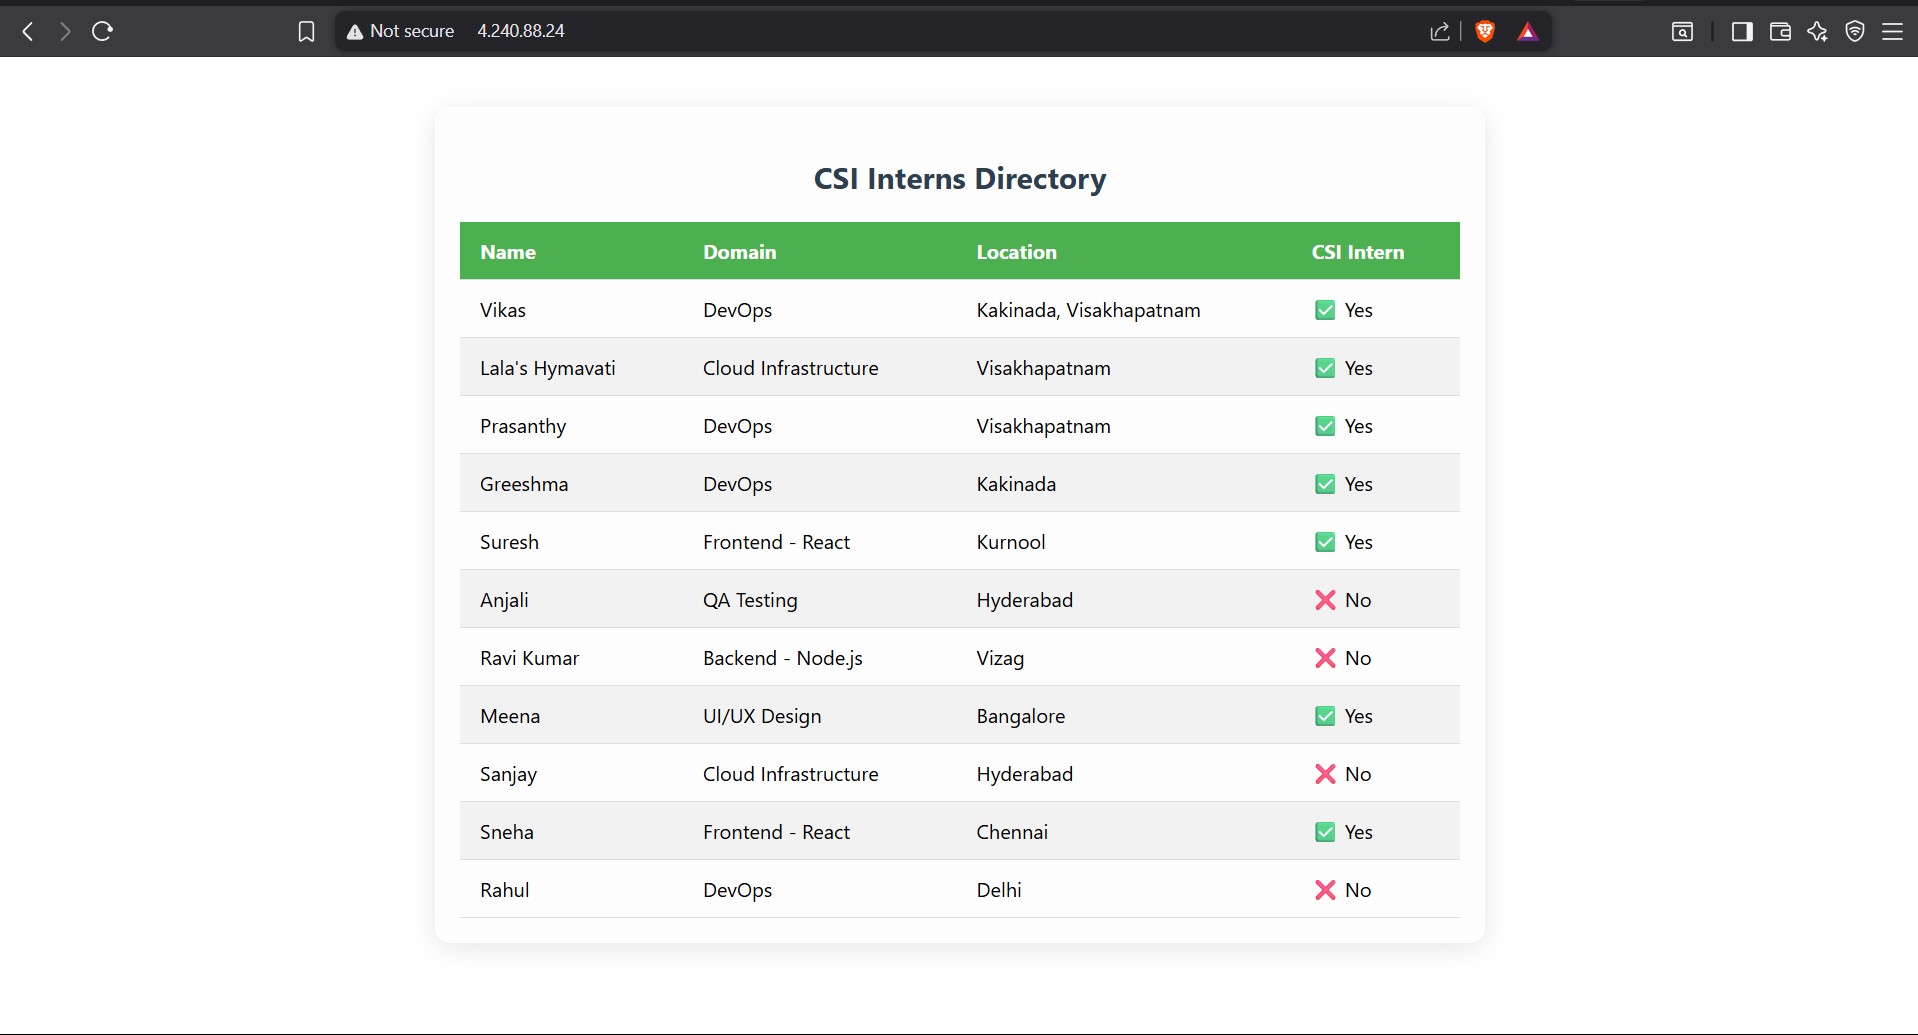 Not secure 4.240.88.24
CSI Interns Directory
Name Domain Location CSI Intern
Vikas DevOps Kakinada, Visakhapatnam ✅ Yes
Lala's Hymavati Cloud Infrastructure Visakhapatnam ✅ Yes
Prasanthy DevOps Visakhapatnam ✅ Yes
Greeshma DevOps Kakinada ✅ Yes
Suresh Frontend - React Kurnool ✅ Yes
Anjali QA Testing Hyderabad ❌ No
Ravi Kumar Backend - Node.js Vizag ❌ No
Meena UI/UX Design Bangalore ✅ Yes
Sanjay Cloud Infrastructure Hyderabad ❌ No
Sneha Frontend - React Chennai ✅ Yes
Rahul DevOps Delhi ❌ No